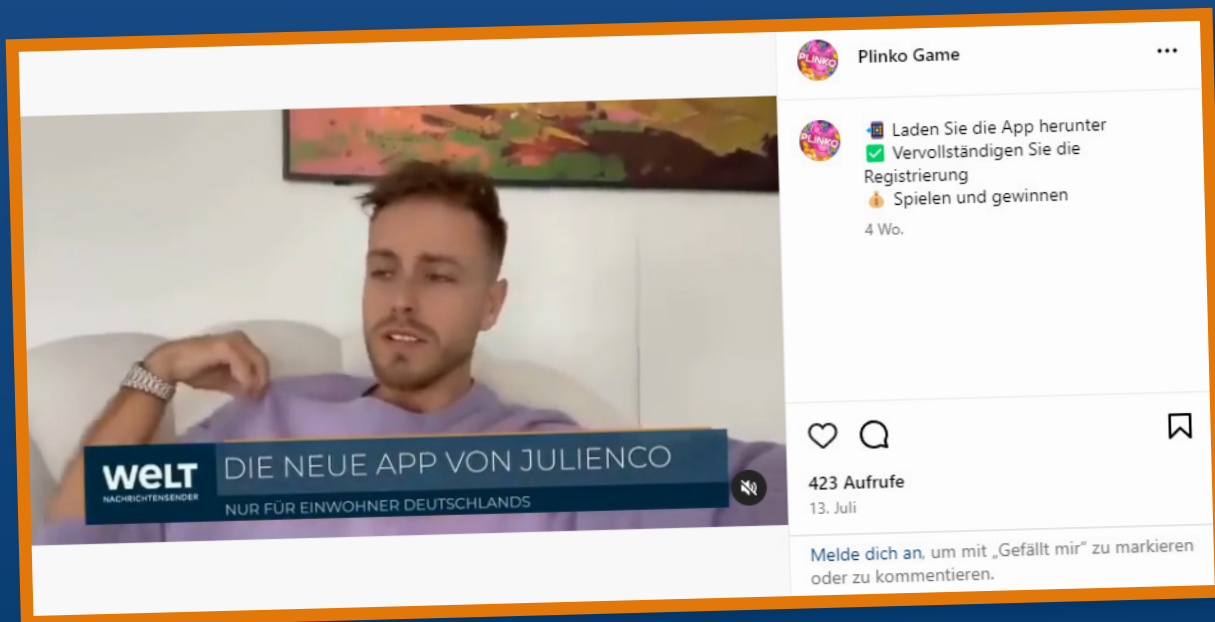 PLINKO
Plinko Game
PLINKO
Laden Sie die App herunter
Vervollständigen Sie die
Registrierung
Spielen und gewinnen
4 Wo.
WELT
NACHRICHTENSENDER
DIE NEUE APP VON JULIENCO
NUR FÜR EINWOHNER DEUTSCHLANDS
423 Aufrufe
13. Juli
Melde dich an, um mit „Gefällt mir“ zu markieren
oder zu kommentieren.